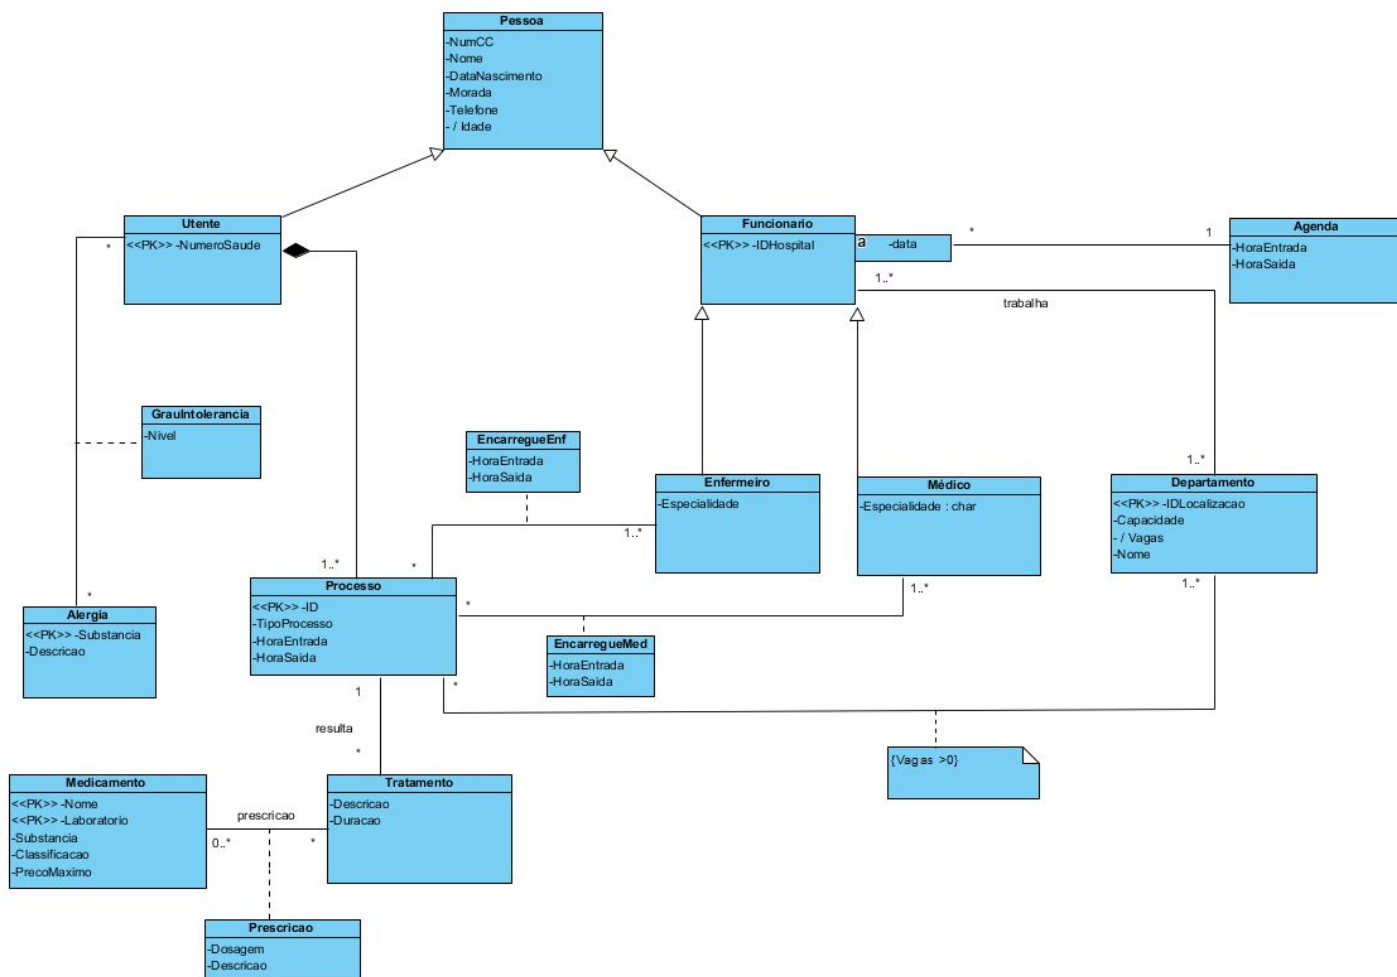 Pessoa
-NumCC
-Nome
-DataNascimento
-Morada
-Telefone
- / Idade
Utente
<<PK>> -NumeroSaude
*
Funcionario
<<PK>> -IDHospital
a
-data
*
1
1..*
trabalha
Agenda
-HoraEntrada
-HoraSaida
GrauIntolerancia
-Nivel
EncarregueEnf
-HoraEntrada
-HoraSaida
Enfermeiro
-Especialidade
1..*
*
Médico
-Especialidade : char
1..*
1..*
Departamento
<<PK>> -IDLocalizacao
-Capacidade
- / Vagas
-Nome
1..*
1..*
Processo
<<PK>> -ID
-TipoProcesso
-HoraEntrada
-HoraSaida
*
*
1
*
Alergia
<<PK>> -Substancia
-Descricao
EncarregueMed
-HoraEntrada
-HoraSaida
resulta
*
{Vagas >0}
Medicamento
<<PK>> -Nome
<<PK>> -Laboratorio
-Substancia
-Classificacao
-PrecoMaximo
prescricao
0..*
*
Tratamento
-Descricao
-Duracao
Prescricao
-Dosagem
-Descricao